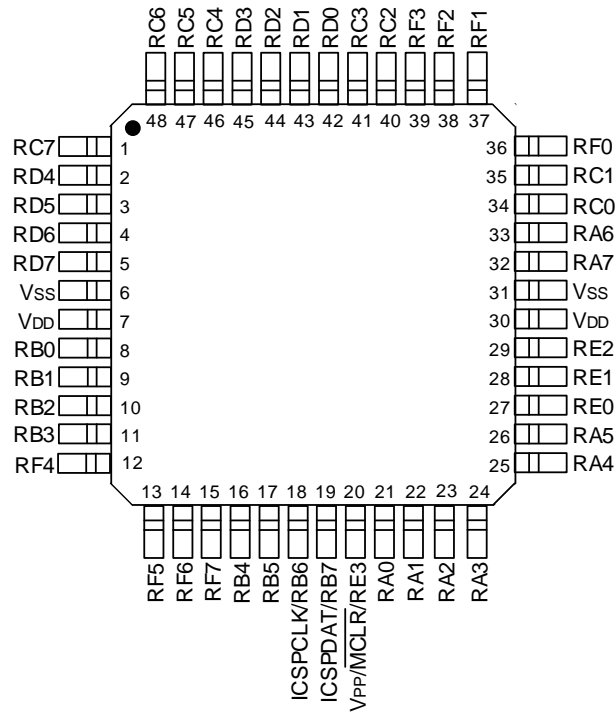 RC6 RC5 RC4 RD3 RD2 RD1 RD0 RC3 RC2 RF3 RF2 RF1
48 47 46 45 44 43 42 41 40 39 38 37
RC7 1 36 RF0
RD4 2 35 RC1
RD5 3 34 RC0
RD6 4 33 RA6
RD7 5 32 RA7
VSS 6 31 VSS
VDD 7 30 VDD
RB0 8 29 RE2
RB1 9 28 RE1
RB2 10 27 RE0
RB3 11 26 RA5
RF4 12 25 RA4
13 14 15 16 17 18 19 20 21 22 23 24
RF5 RF6 RF7 RB4 RB5 ICSPCLK/RB6 ICSPDAT/RB7 VPP/MCLR/RE3 RA0 RA1 RA2 RA3